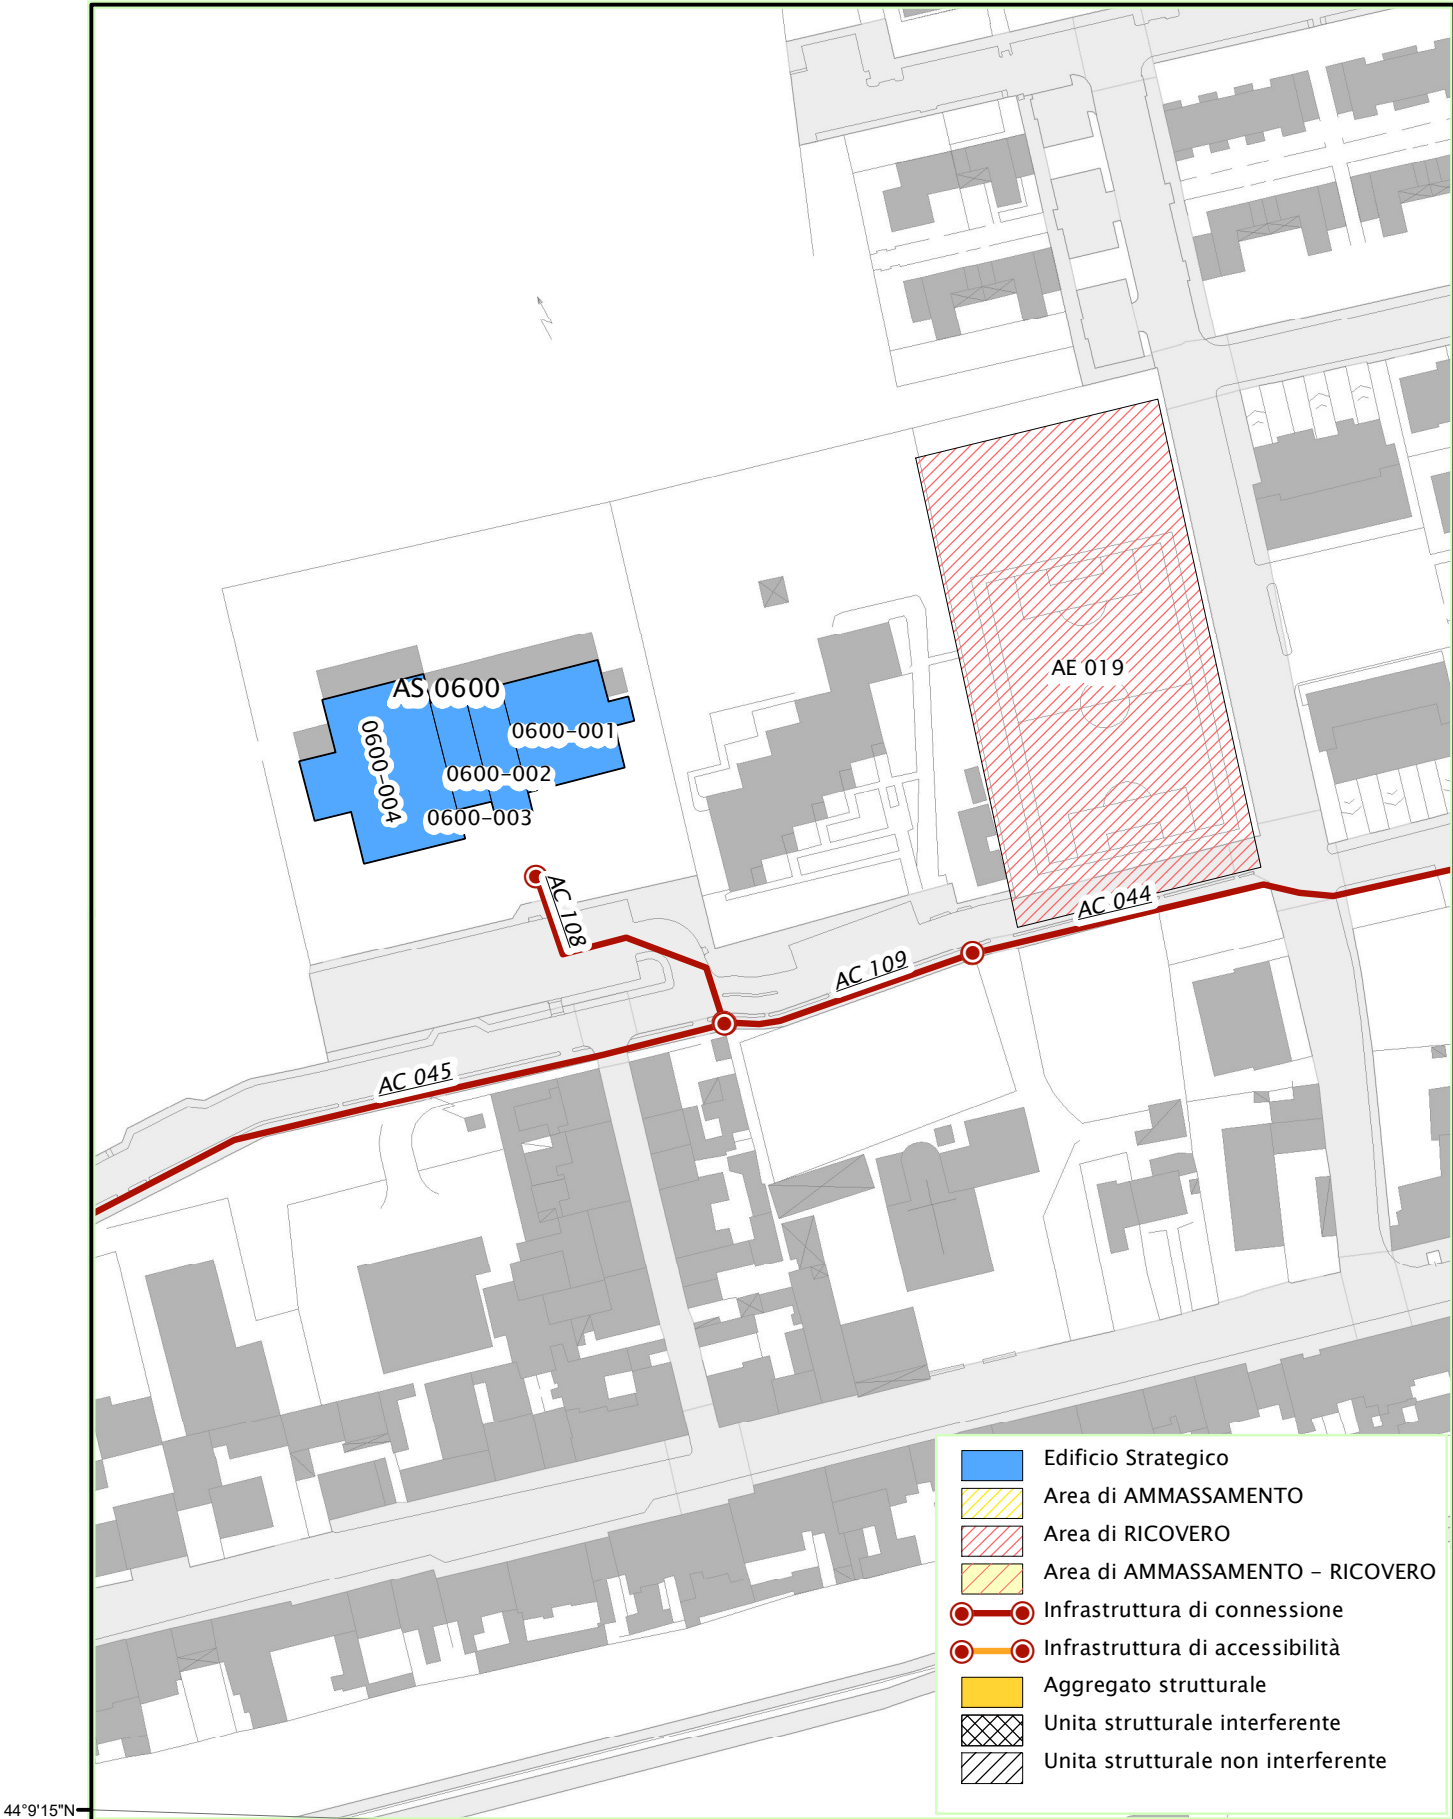 AE 019
AS 0600
0600-001
0600-004
0600-002
0600-003
AC 108
AC 044
AC 109
AC 045
Edificio Strategico
Area di AMMASSAMENTO
Area di RICOVERO
Area di AMMASSAMENTO - RICOVERO
Infrastruttura di connessione
Infrastruttura di accessibilità
Aggregato strutturale
Unita strutturale interferente
Unita strutturale non interferente
44°9'15"N